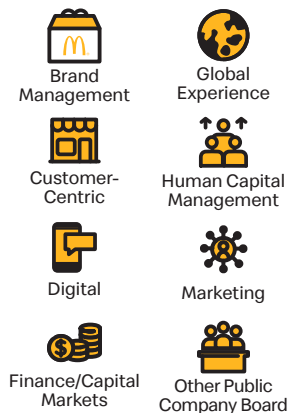 Brand
Management
Global
Experience
Customer-
Centric
Human Capital
Management
Digital
Marketing
Finance/Capital
Markets
Other Public
Company Board